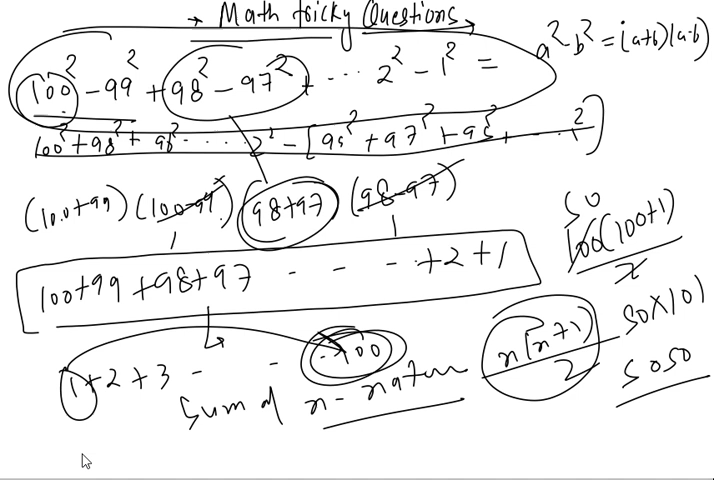 → Math tricky Questions
100² - 99² + 98² - 97² + ... 2² - 1² =
a² b² = (a+b)(a-b)
100² + 98² + 96² ... 2² - [99² + 97² + 95² + ... 1²]
(100+99) (100-99) (98+97) (98-97)
1 1
100+99 +98+97 - - - +2+1
1+2+3 - - - 100
Sum of n-natur
n(n+1)
2
50
100(100+1)
2
50×101
5050